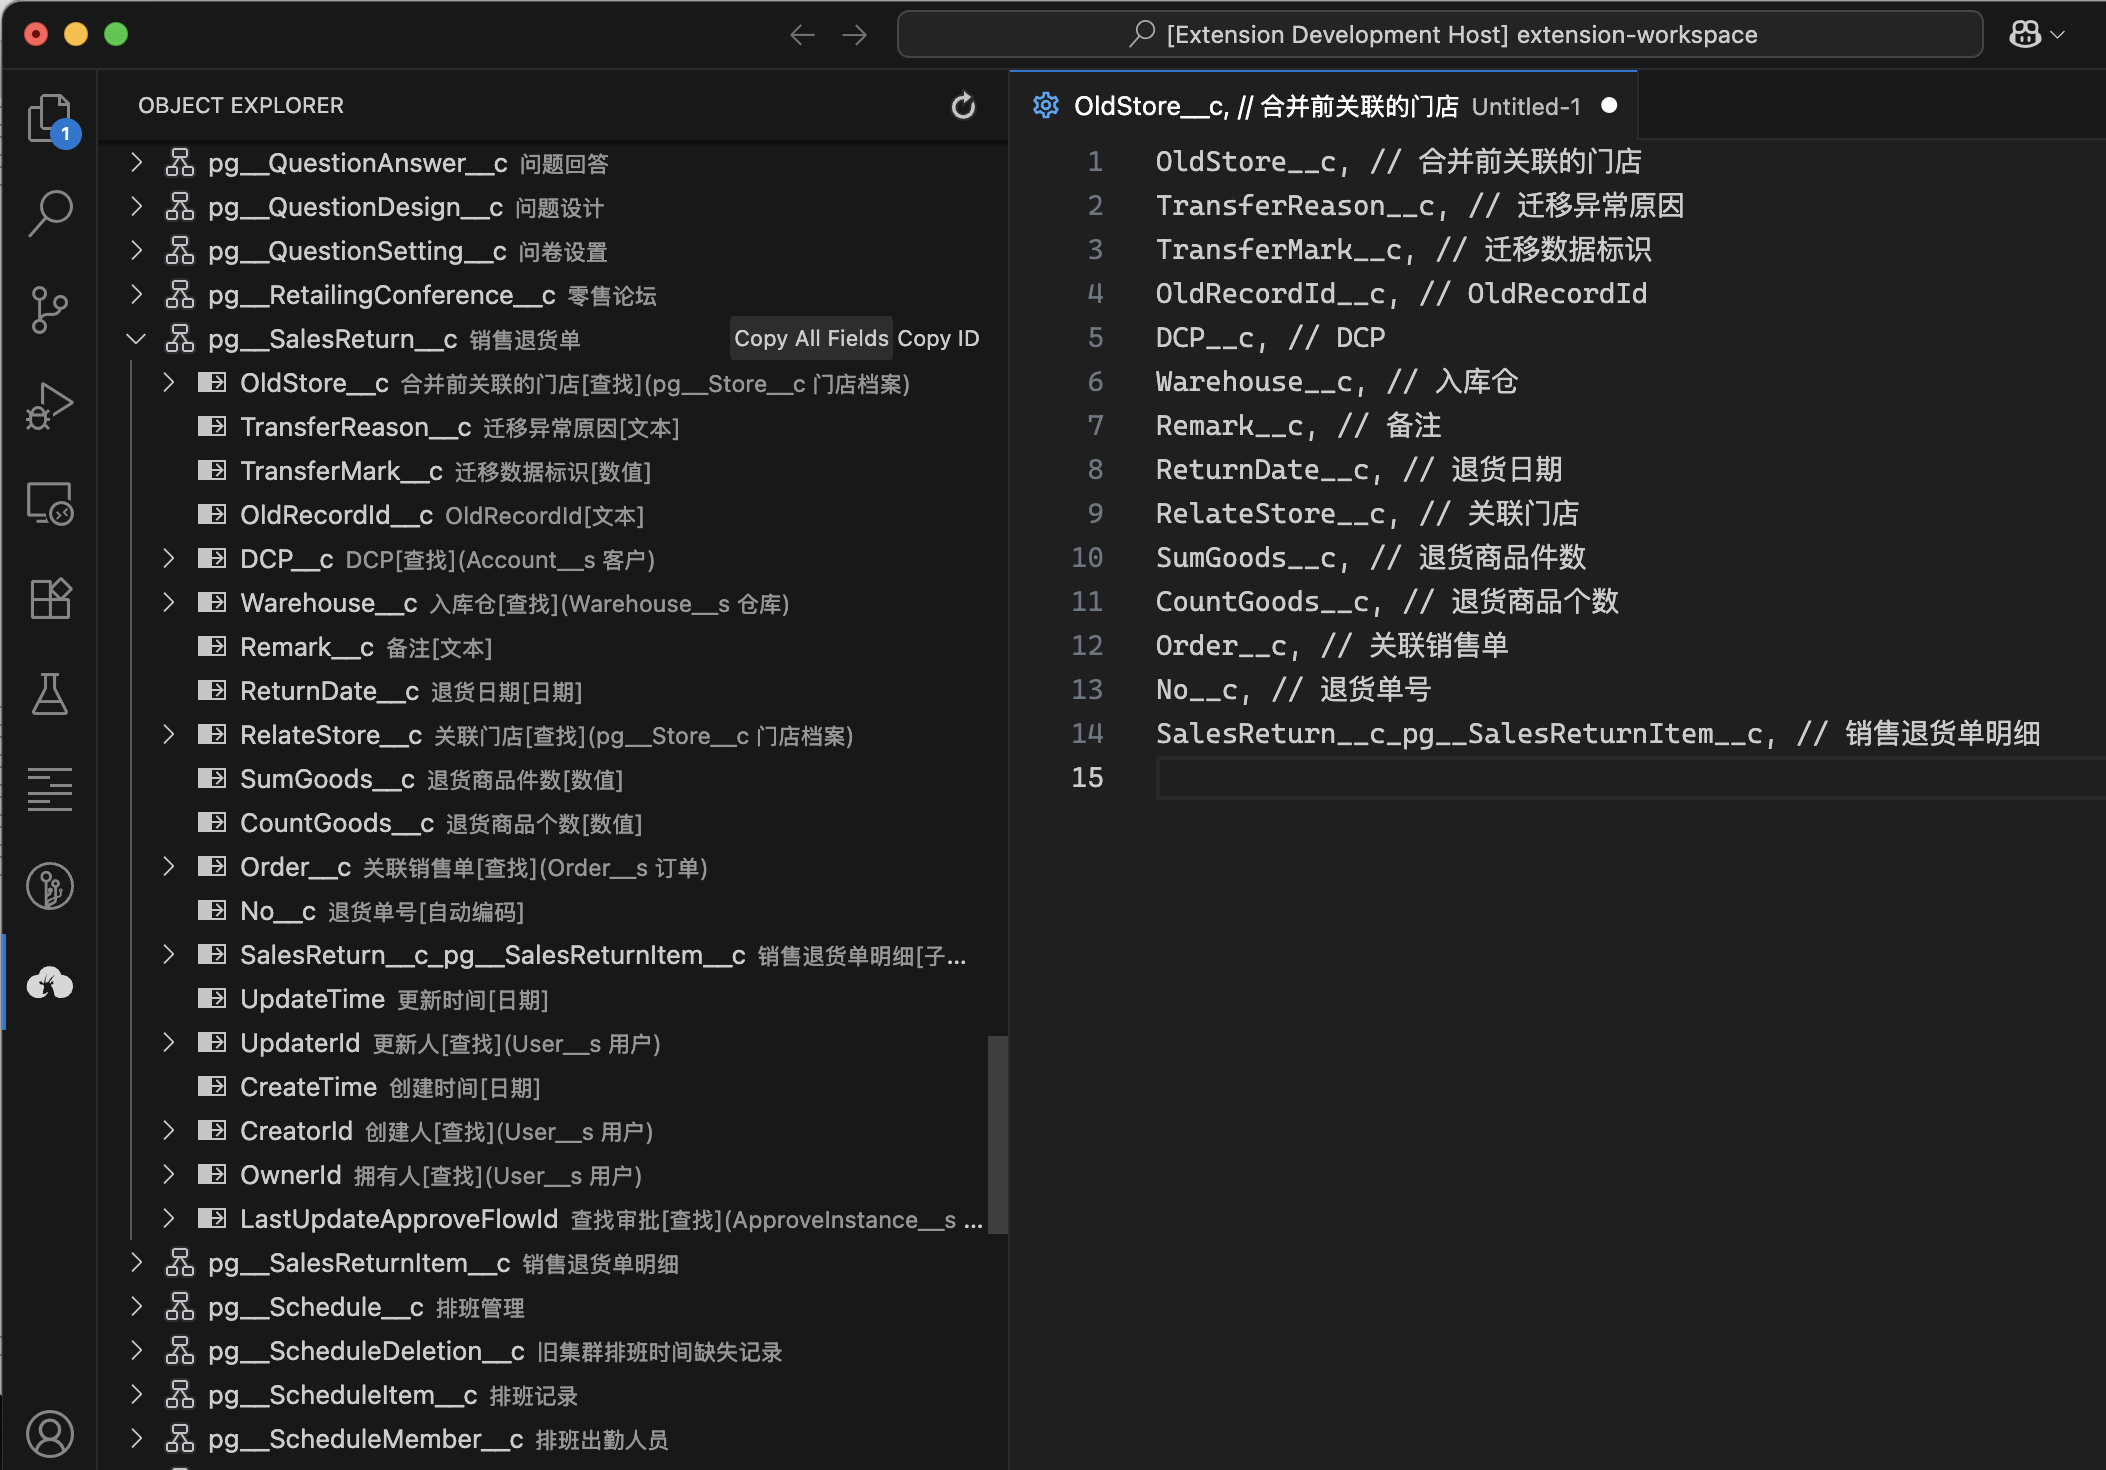 [Extension Development Host] extension-workspace
1
OBJECT EXPLORER
pg__QuestionAnswer__c 问题回答
pg__QuestionDesign__c 问题设计
pg__QuestionSetting__c 问卷设置
pg__RetailingConference__c 零售论坛
pg__SalesReturn__c 销售退货单 Copy All Fields Copy ID
OldStore__c 合并前关联的门店[查找](pg__Store__c 门店档案)
TransferReason__c 迁移异常原因[文本]
TransferMark__c 迁移数据标识[数值]
OldRecordId__c OldRecordId[文本]
DCP__c DCP[查找](Account__s 客户)
Warehouse__c 入库仓[查找](Warehouse__s 仓库)
Remark__c 备注[文本]
ReturnDate__c 退货日期[日期]
RelateStore__c 关联门店[查找](pg__Store__c 门店档案)
SumGoods__c 退货商品件数[数值]
CountGoods__c 退货商品个数[数值]
Order__c 关联销售单[查找](Order__s 订单)
No__c 退货单号[自动编码]
SalesReturn__c_pg__SalesReturnItem__c 销售退货单明细[子...
UpdateTime 更新时间[日期]
UpdaterId 更新人[查找](User__s 用户)
CreateTime 创建时间[日期]
CreatorId 创建人[查找](User__s 用户)
OwnerId 拥有人[查找](User__s 用户)
LastUpdateApproveFlowId 查找审批[查找](ApproveInstance__s ...
pg__SalesReturnItem__c 销售退货单明细
pg__Schedule__c 排班管理
pg__ScheduleDeletion__c 旧集群排班时间缺失记录
pg__ScheduleItem__c 排班记录
pg__ScheduleMember__c 排班出勤人员
OldStore__c, // 合并前关联的门店 Untitled-1
1 OldStore__c, // 合并前关联的门店
2 TransferReason__c, // 迁移异常原因
3 TransferMark__c, // 迁移数据标识
4 OldRecordId__c, // OldRecordId
5 DCP__c, // DCP
6 Warehouse__c, // 入库仓
7 Remark__c, // 备注
8 ReturnDate__c, // 退货日期
9 RelateStore__c, // 关联门店
10 SumGoods__c, // 退货商品件数
11 CountGoods__c, // 退货商品个数
12 Order__c, // 关联销售单
13 No__c, // 退货单号
14 SalesReturn__c_pg__SalesReturnItem__c, // 销售退货单明细
15